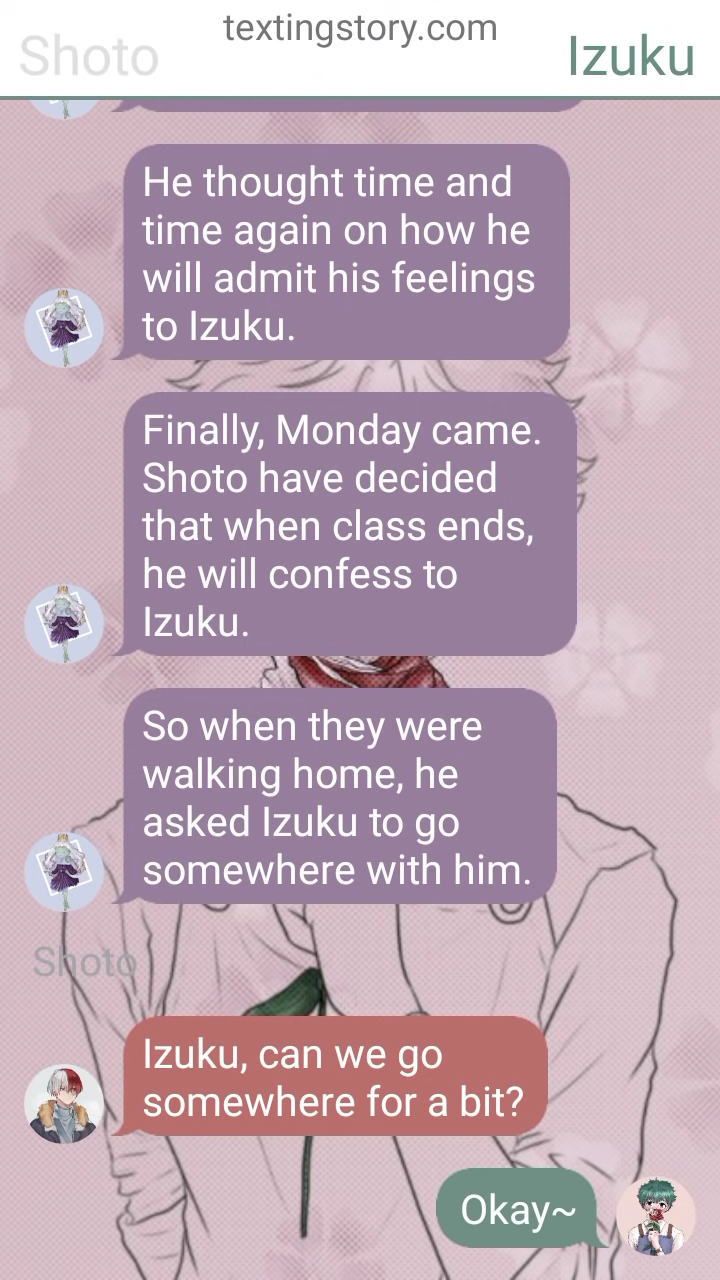 textingstory.com
Shoto
Izuku
He thought time and
time again on how he
will admit his feelings
to Izuku.
Finally, Monday came.
Shoto have decided
that when class ends,
he will confess to
Izuku.
So when they were
walking home, he
asked Izuku to go
somewhere with him.
Shoto
Izuku, can we go
somewhere for a bit?
Okay~